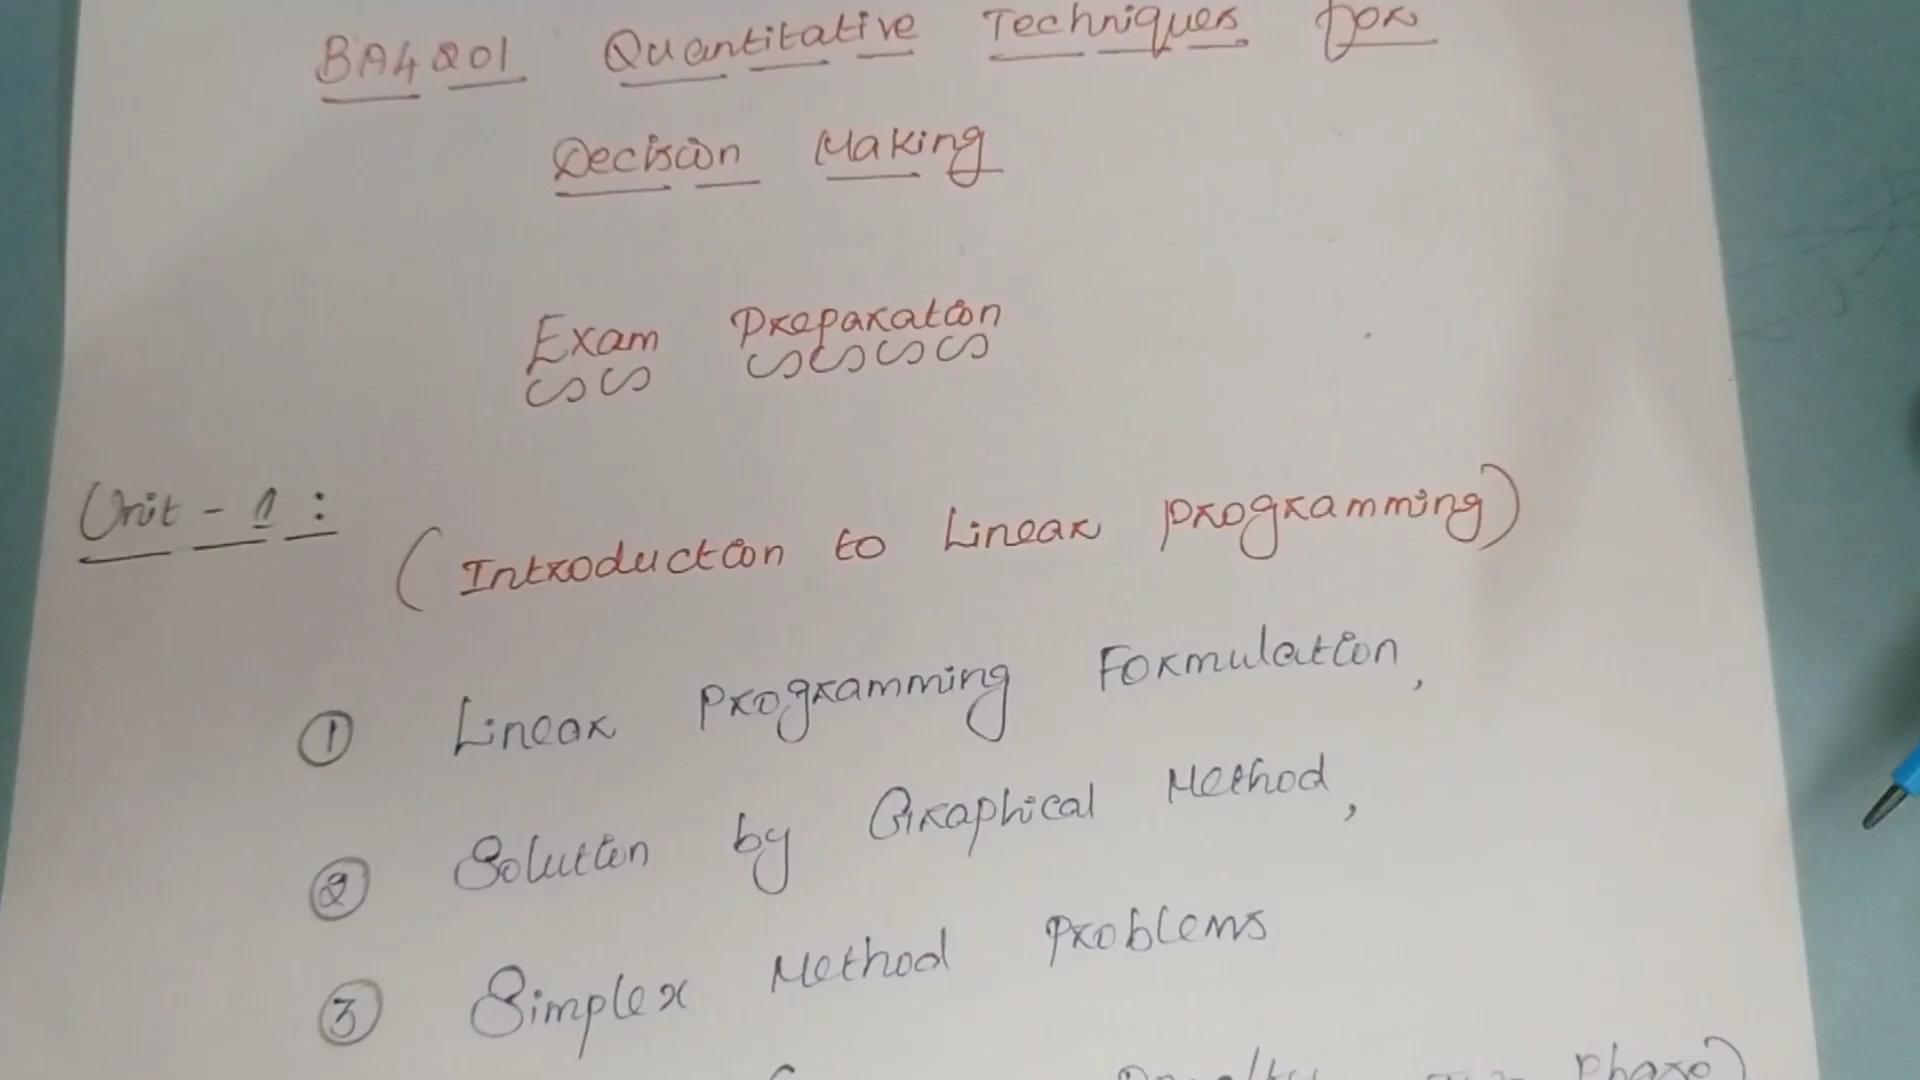 BA4201 Quantitative Techniques for
Decision Making
Exam Preparation
Unit - 1 :
(Introduction to Linear programming)
① Linear programming Formulation,
② Solution by Graphical Method,
③ Simplex Method problems
phase)